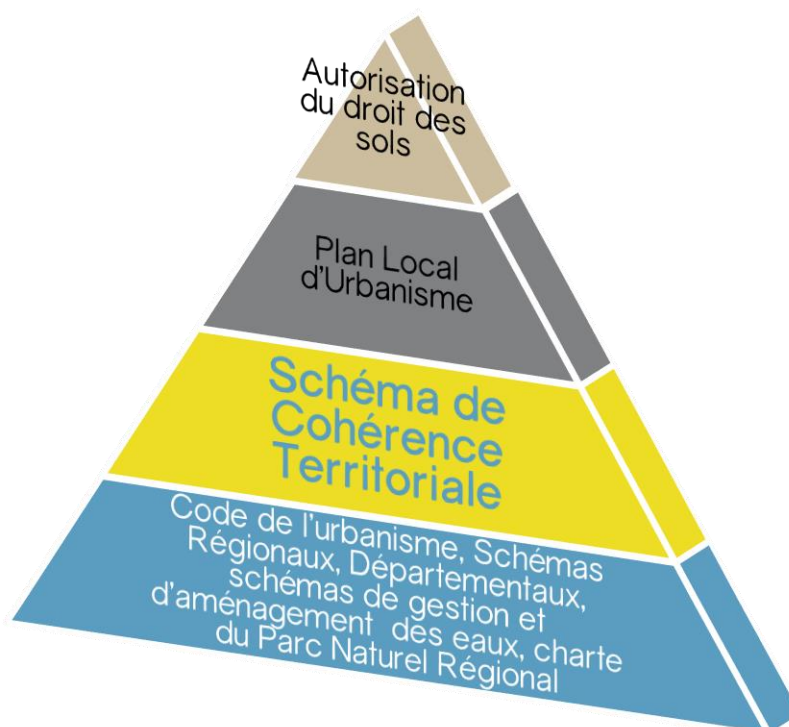 Autorisation
du droit des
sols
Plan Local
d'Urbanisme
Schéma de
Cohérence
Territoriale
Code de l'urbanisme, Schémas
Régionaux, Départementaux,
schémas de gestion et
d'aménagement des eaux, charte
du Parc Naturel Régional